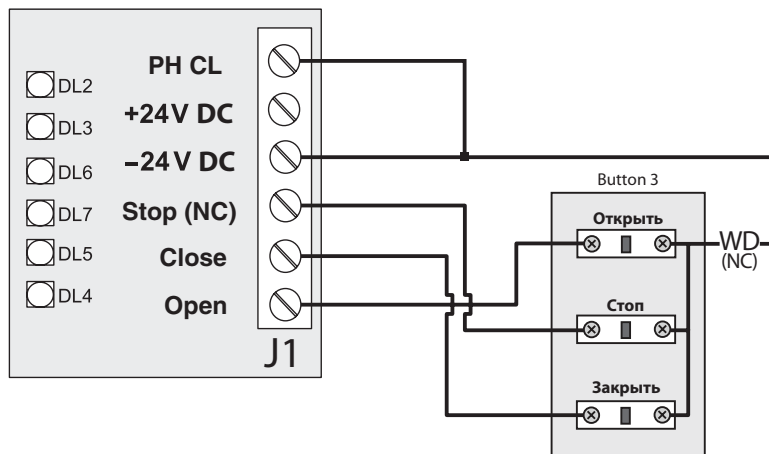 PH CL
DL2
+24V DC
DL3
−24V DC
DL6
Stop (NC)
DL7
Close
DL5
Open
DL4
J1
Button 3
Открыть
WD
(NC)
Стоп
Закрыть